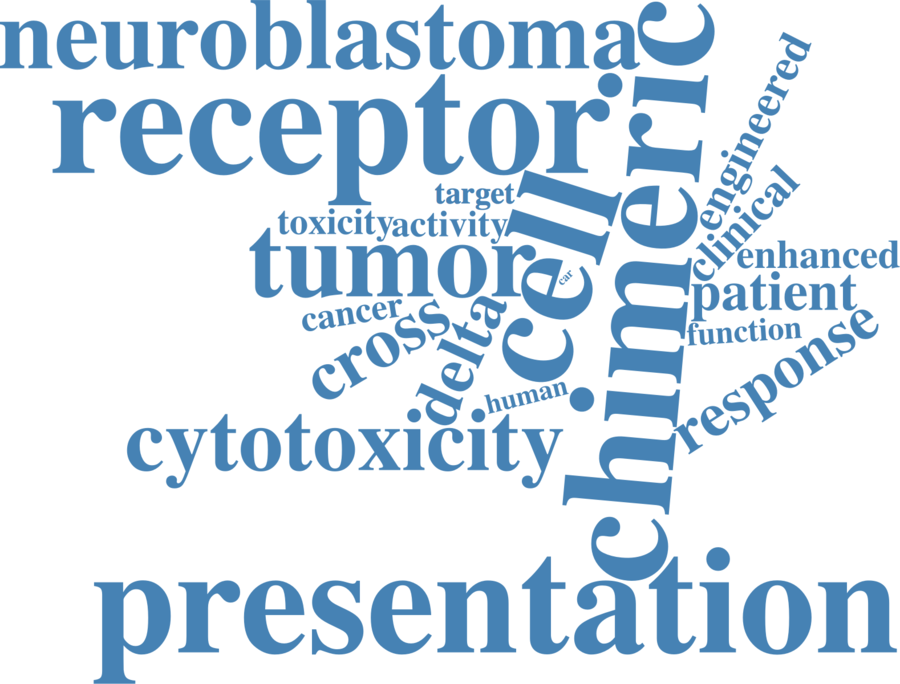 neuroblastoma
receptor
chimeric
engineered
target
cell
clinical
toxicity
activity
tumor
enhanced
car
patient
cancer
cross
delta
function
response
human
cytotoxicity
presentation